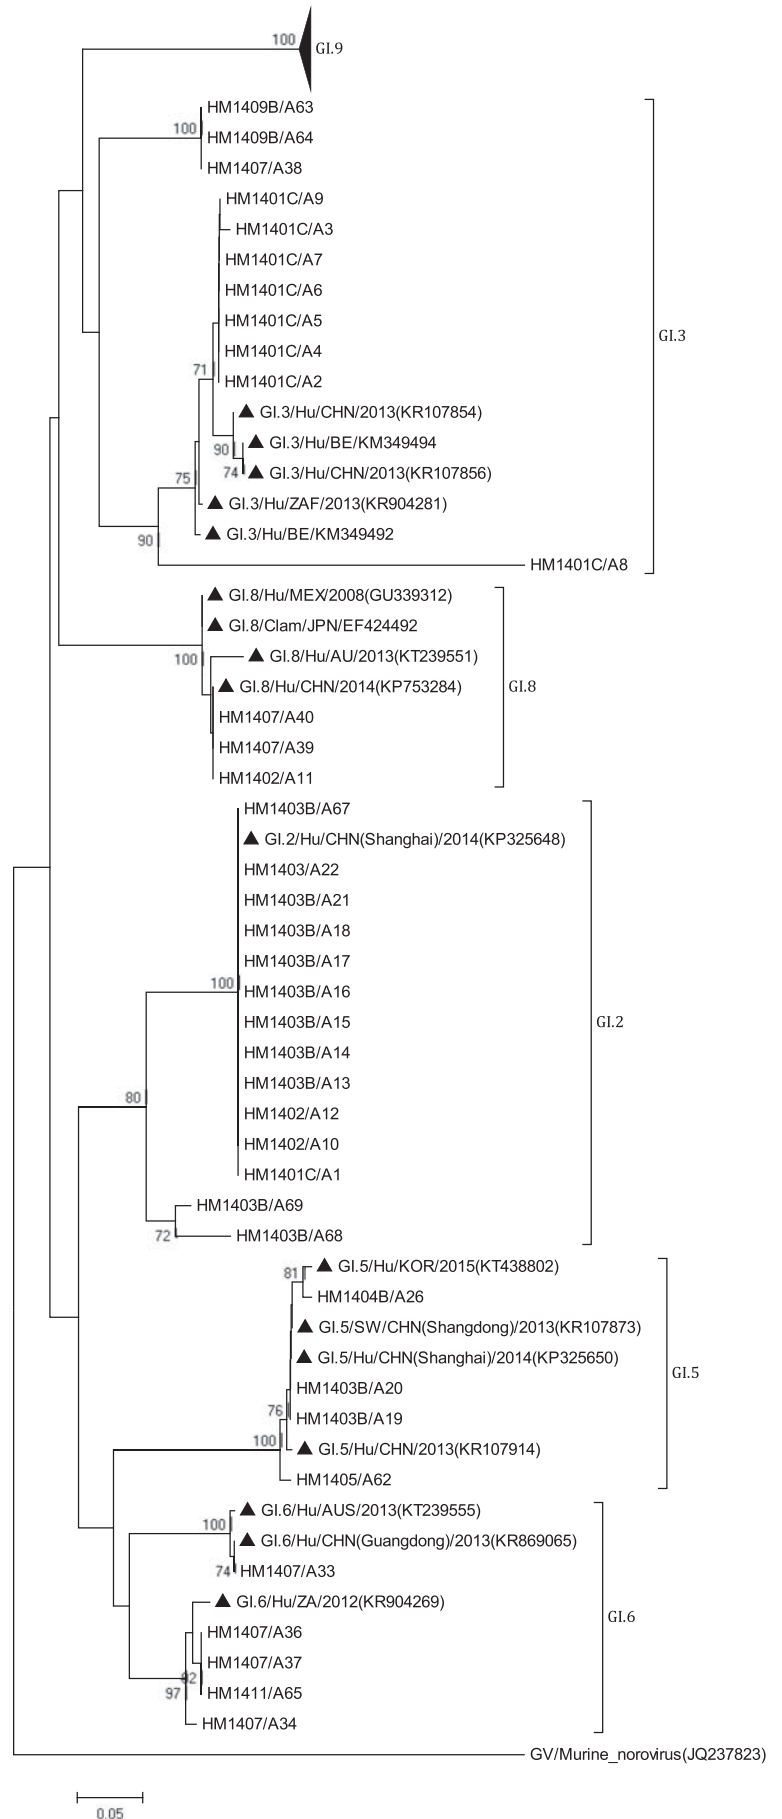 100
GI.9
HM1409B/A63
100
HM1409B/A64
HM1407/A38
HM1401C/A9
HM1401C/A3
HM1401C/A7
HM1401C/A6
HM1401C/A5
GI.3
HM1401C/A4
71
HM1401C/A2
GI.3/Hu/CHN/2013(KR107854)
GI.3/Hu/BE/KM349494
90
74
GI.3/Hu/CHN/2013(KR107856)
75
GI.3/Hu/ZAF/2013(KR904281)
GI.3/Hu/BE/KM349492
90
HM1401C/A8
GI.8/Hu/MEX/2008(GU339312)
GI.8/Clam/JPN/EF424492
100
GI.8/Hu/AU/2013(KT239551)
GI.8/Hu/CHN/2014(KP753284)
GI.8
HM1407/A40
HM1407/A39
HM1402/A11
HM1403B/A67
GI.2/Hu/CHN(Shanghai)/2014(KP325648)
HM1403/A22
HM1403B/A21
HM1403B/A18
HM1403B/A17
100
HM1403B/A16
HM1403B/A15
GI.2
HM1403B/A14
HM1403B/A13
80
HM1402/A12
HM1402/A10
HM1401C/A1
HM1403B/A69
72
HM1403B/A68
81
GI.5/Hu/KOR/2015(KT438802)
HM1404B/A26
GI.5/SW/CHN(Shangdong)/2013(KR107873)
GI.5/Hu/CHN(Shanghai)/2014(KP325650)
GI.5
HM1403B/A20
76
HM1403B/A19
100
GI.5/Hu/CHN/2013(KR107914)
HM1405/A62
GI.6/Hu/AUS/2013(KT239555)
100
GI.6/Hu/CHN(Guangdong)/2013(KR869065)
74
HM1407/A33
GI.6/Hu/ZA/2012(KR904269)
GI.6
HM1407/A36
HM1407/A37
97
HM1411/A65
HM1407/A34
GV/Murine_norovirus(JQ237823)
0.05